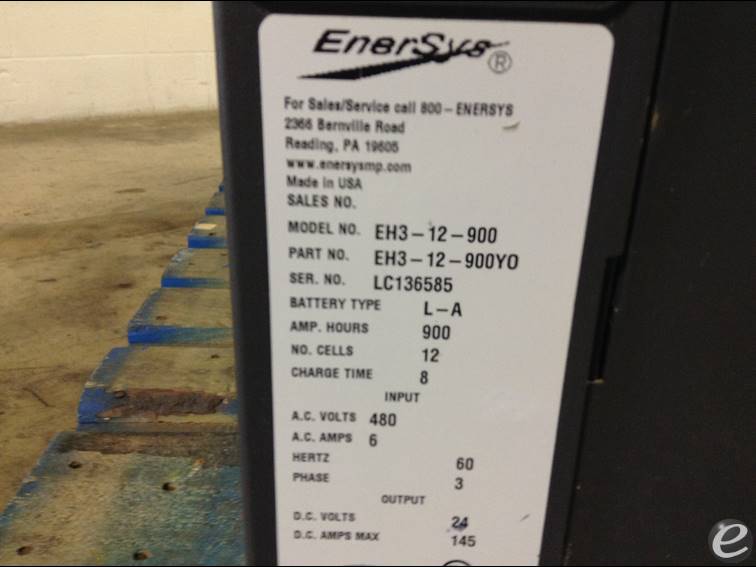 EnerSys ®
For Sales/Service call 800-ENERSYS
2366 Bernville Road
Reading, PA 19605
www.enersysmp.com
Made in USA
SALES NO.
MODEL NO. EH3-12-900
PART NO. EH3-12-900YO
SER. NO. LC136585
BATTERY TYPE L-A
AMP. HOURS 900
NO. CELLS 12
CHARGE TIME 8
INPUT
A.C. VOLTS 480
A.C. AMPS 6
HERTZ 60
PHASE 3
OUTPUT
D.C. VOLTS 24
D.C. AMPS MAX 145
e